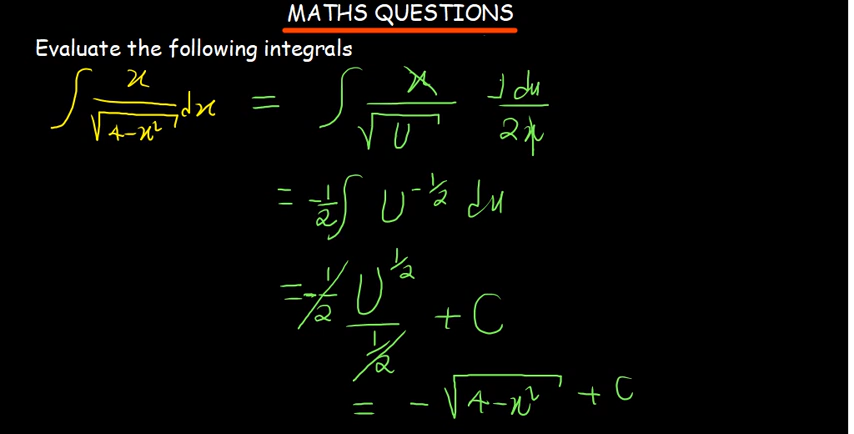 MATHS QUESTIONS
Evaluate the following integrals
∫ x/√(4-x²) dx = ∫ x/√U · 1 du/2x
= -1/2 ∫ U^(-1/2) du
= -1/2 U^(1/2)/(1/2) + C
= -√(4-x²) + C